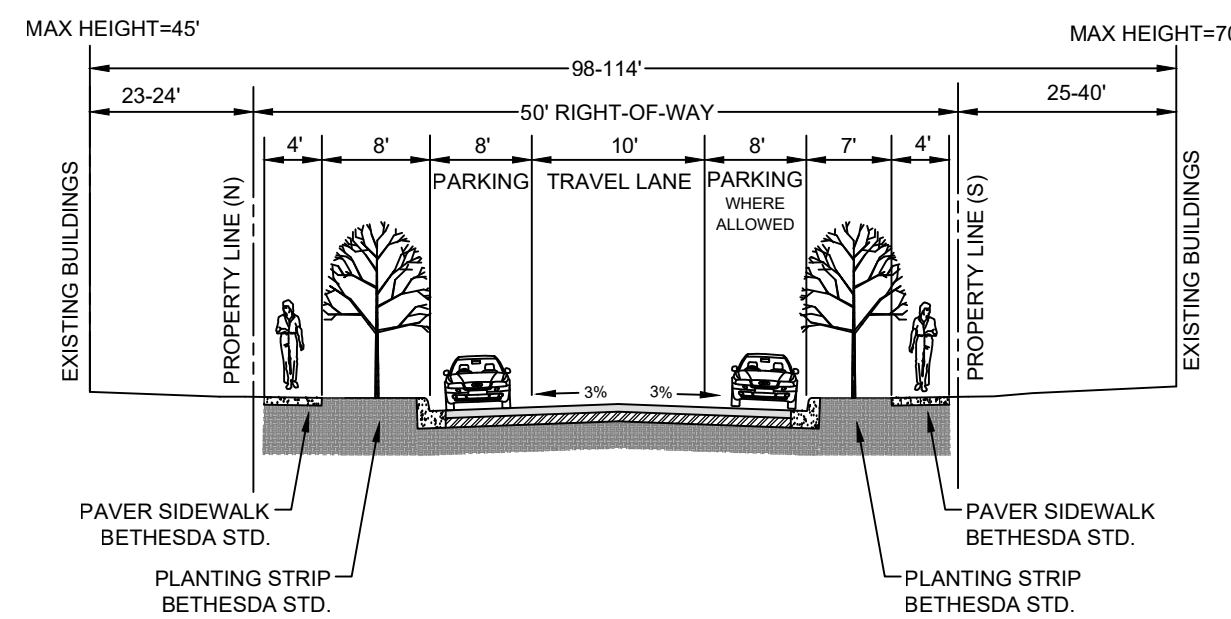 MAX HEIGHT=45'
MAX HEIGHT=70
98-114'
23-24'
50' RIGHT-OF-WAY
25-40'
4'
8'
8'
10'
8'
7'
4'
PARKING
TRAVEL LANE
PARKING
WHERE
ALLOWED
EXISTING BUILDINGS
PROPERTY LINE (N)
PROPERTY LINE (S)
EXISTING BUILDINGS
3%
3%
PAVER SIDEWALK
BETHESDA STD.
PLANTING STRIP
BETHESDA STD.
PAVER SIDEWALK
BETHESDA STD.
PLANTING STRIP
BETHESDA STD.